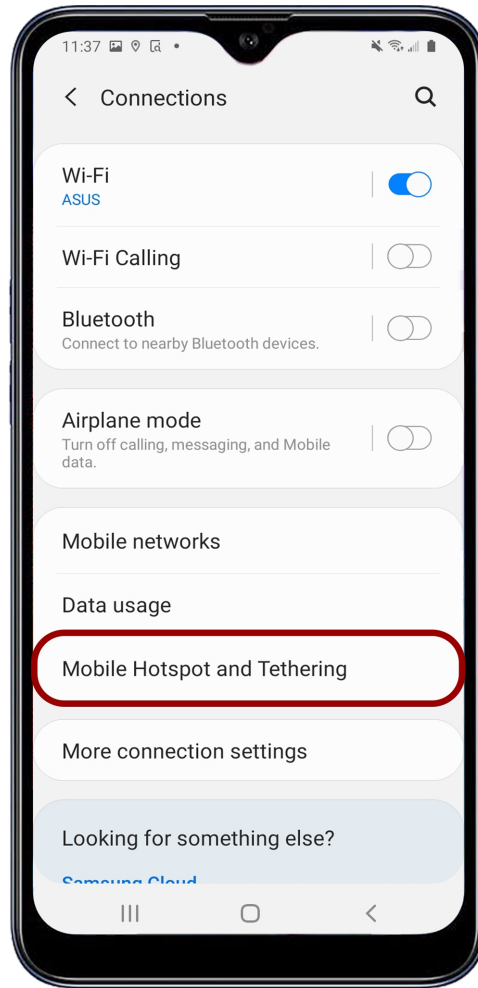 11:37
Connections
Wi-Fi
ASUS
Wi-Fi Calling
Bluetooth
Connect to nearby Bluetooth devices.
Airplane mode
Turn off calling, messaging, and Mobile
data.
Mobile networks
Data usage
Mobile Hotspot and Tethering
More connection settings
Looking for something else?
Samsung Cloud